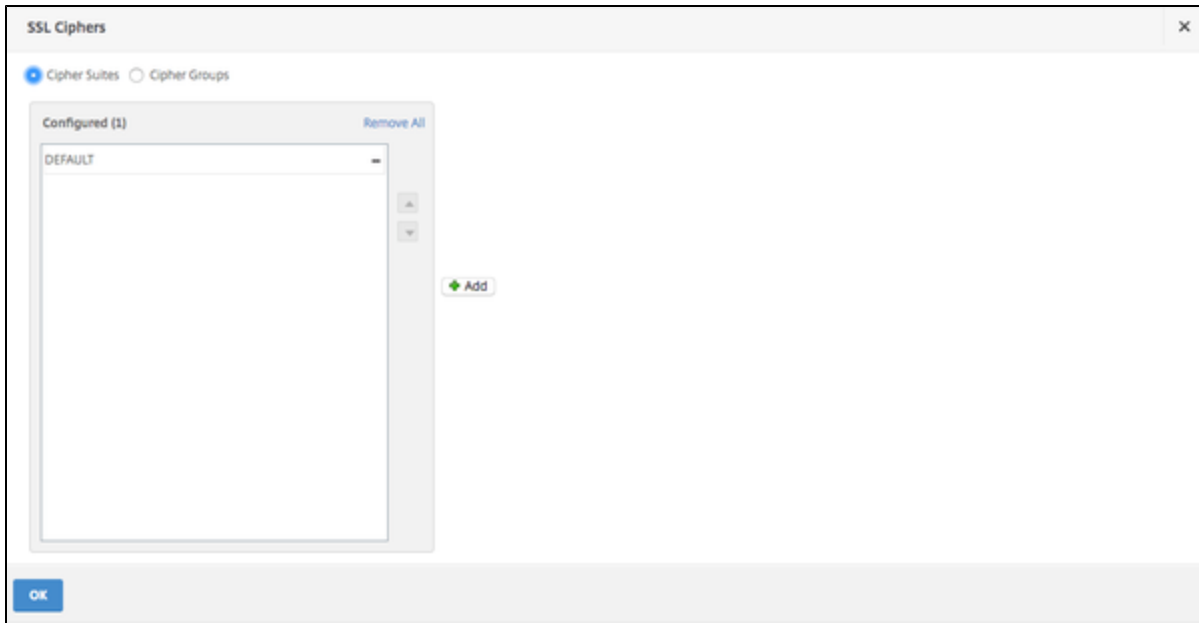 SSL Ciphers
Cipher Suites Cipher Groups
Configured (1) Remove All
DEFAULT
Add
OK